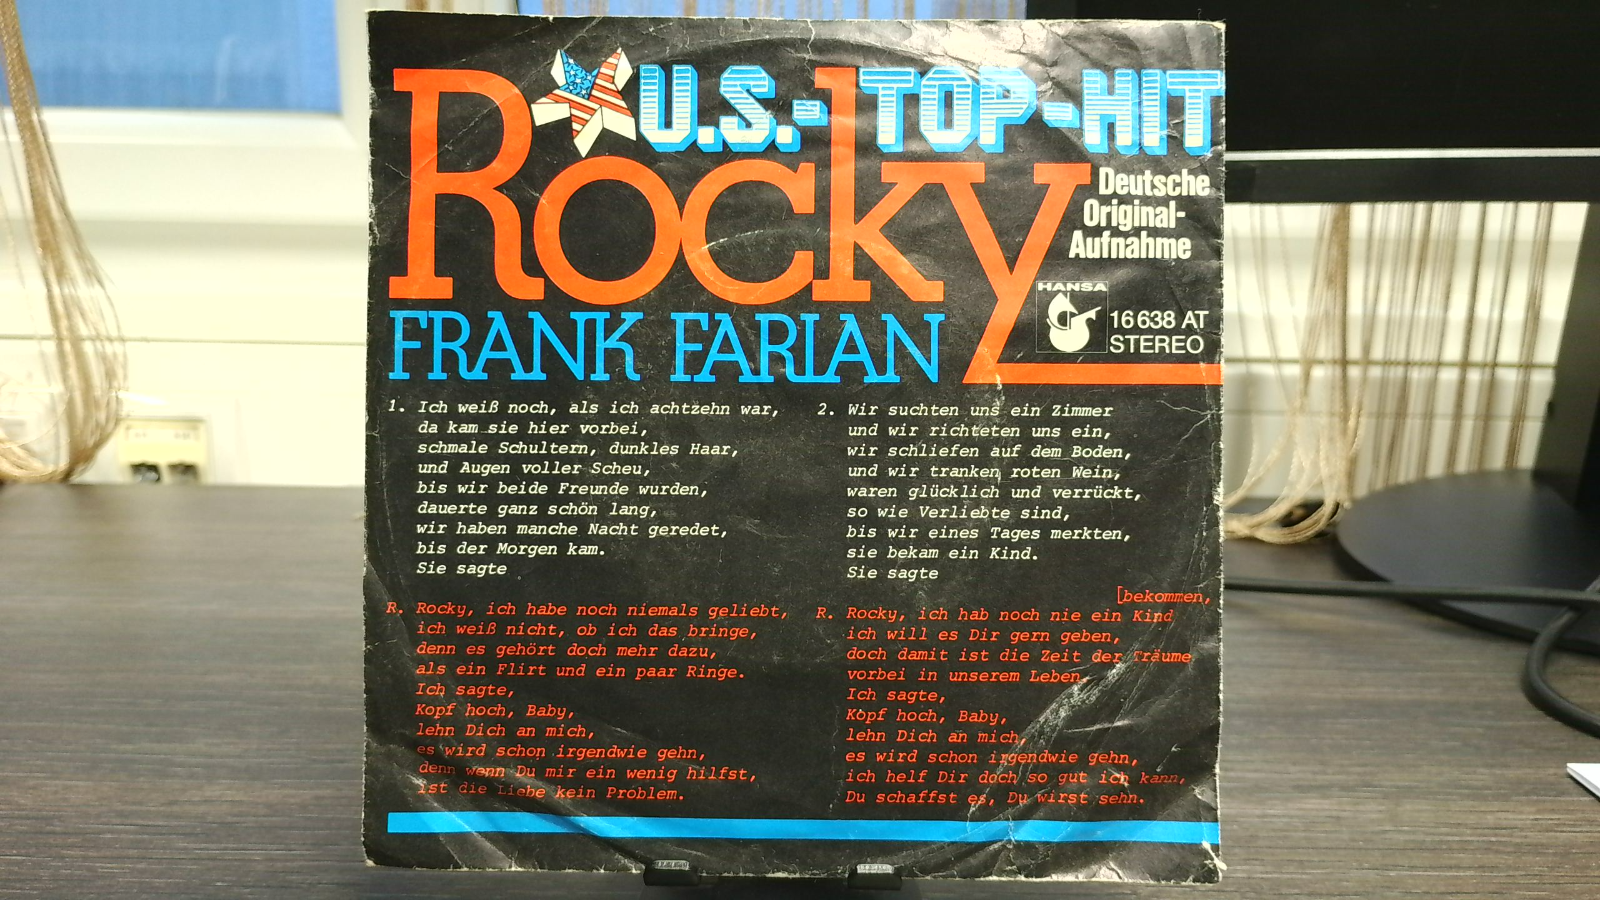 U.S.-TOP-HIT
Rocky
Deutsche
Original-
Aufnahme
HANSA
16 638 AT
STEREO
FRANK FARIAN
1. Ich weiß noch, als ich achtzehn war,
da kam sie hier vorbei,
schmale Schultern, dunkles Haar,
und Augen voller Scheu,
bis wir beide Freunde wurden,
dauerte ganz schön lang,
wir haben manche Nacht geredet,
bis der Morgen kam.
Sie sagte
R. Rocky, ich habe noch niemals geliebt,
ich weiß nicht, ob ich das bringe,
denn es gehört doch mehr dazu,
als ein Flirt und ein paar Ringe.
Ich sagte,
Kopf hoch, Baby,
lehn Dich an mich,
es wird schon irgendwie gehn,
denn wenn Du mir ein wenig hilfst,
ist die Liebe kein Problem.
2. Wir suchten uns ein Zimmer
und wir richteten uns ein,
wir schliefen auf dem Boden,
und wir tranken roten Wein,
waren glücklich und verrückt,
so wie Verliebte sind,
bis wir eines Tages merkten,
sie bekam ein Kind.
Sie sagte
[bekommen,
R. Rocky, ich hab noch nie ein Kind
ich will es Dir gern geben,
doch damit ist die Zeit der Träume
vorbei in unserem Leben.
Ich sagte,
Kopf hoch, Baby,
lehn Dich an mich,
es wird schon irgendwie gehn,
ich helf Dir doch so gut ich kann,
Du schaffst es, Du wirst sehn.